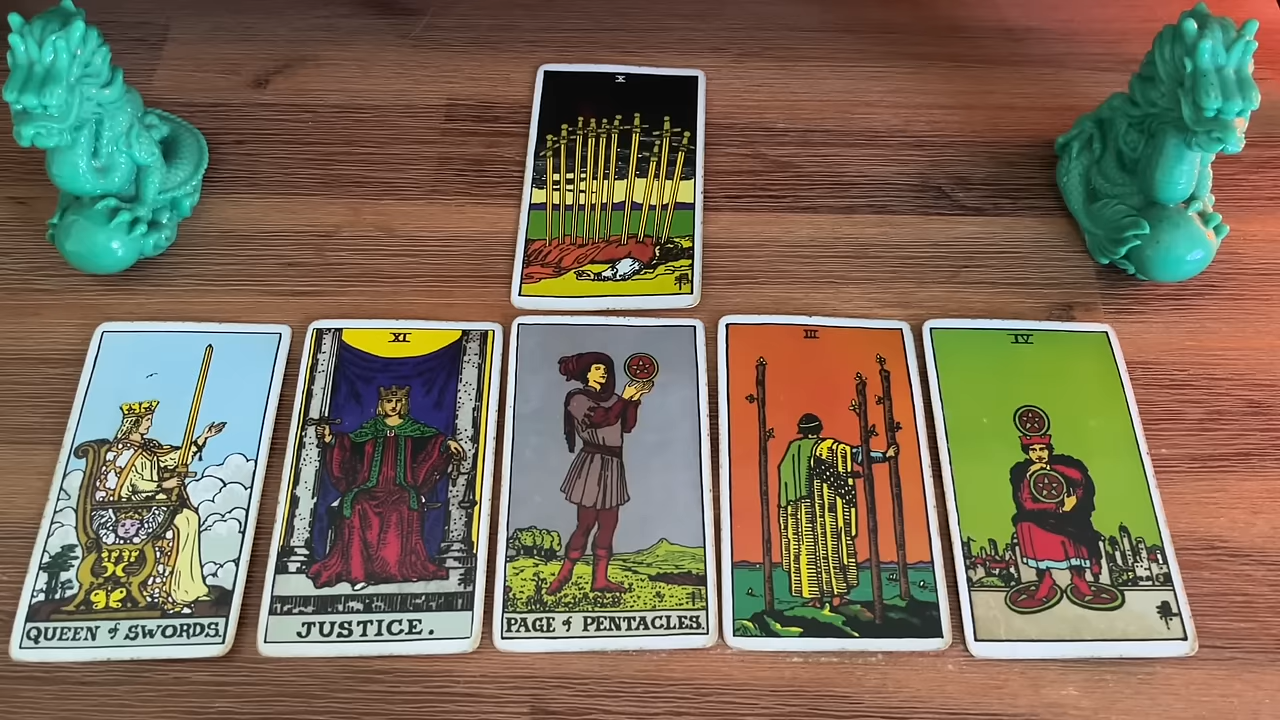 X
QUEEN of SWORDS.
XI
JUSTICE.
PAGE of PENTACLES.
III
IV